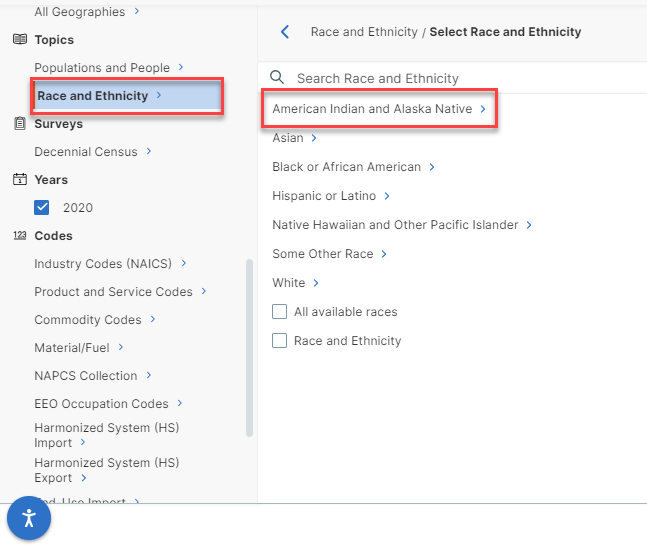 All Geographies
Topics
Populations and People
Race and Ethnicity
Surveys
Decennial Census
Years
2020
123 Codes
Industry Codes (NAICS)
Product and Service Codes
Commodity Codes
Material/Fuel
NAPCS Collection
EEO Occupation Codes
Harmonized System (HS)
Import
Harmonized System (HS)
Export
End-Use Import
Race and Ethnicity / Select Race and Ethnicity
Search Race and Ethnicity
American Indian and Alaska Native
Asian
Black or African American
Hispanic or Latino
Native Hawaiian and Other Pacific Islander
Some Other Race
White
All available races
Race and Ethnicity